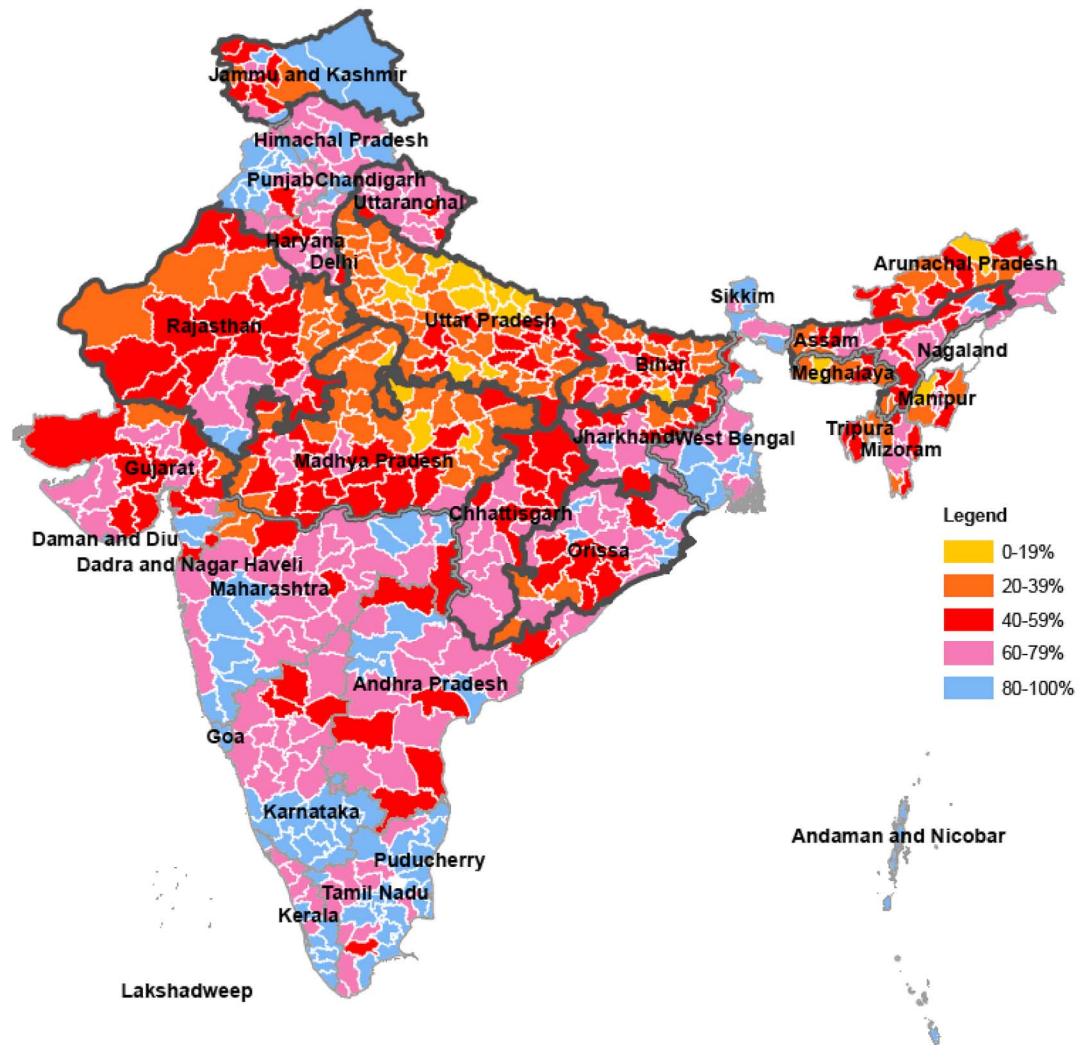 Jammu and Kashmir
Himachal Pradesh
PunjabChandigarh
Uttaranchal
Haryana
Delhi
Arunachal Pradesh
Sikkim
Rajasthan
Uttar Pradesh
Assam
Nagaland
Bihar
Meghalaya
Manipur
Tripura
Jharkhand
West Bengal
Mizoram
Gujarat
Madhya Pradesh
Chhattisgarh
Legend
Daman and Diu
Orissa
0-19%
Dadra and Nagar Haveli
20-39%
Maharashtra
40-59%
60-79%
Andhra Pradesh
80-100%
Goa
Karnataka
Andaman and Nicobar
Puducherry
Tamil Nadu
Kerala
Lakshadweep